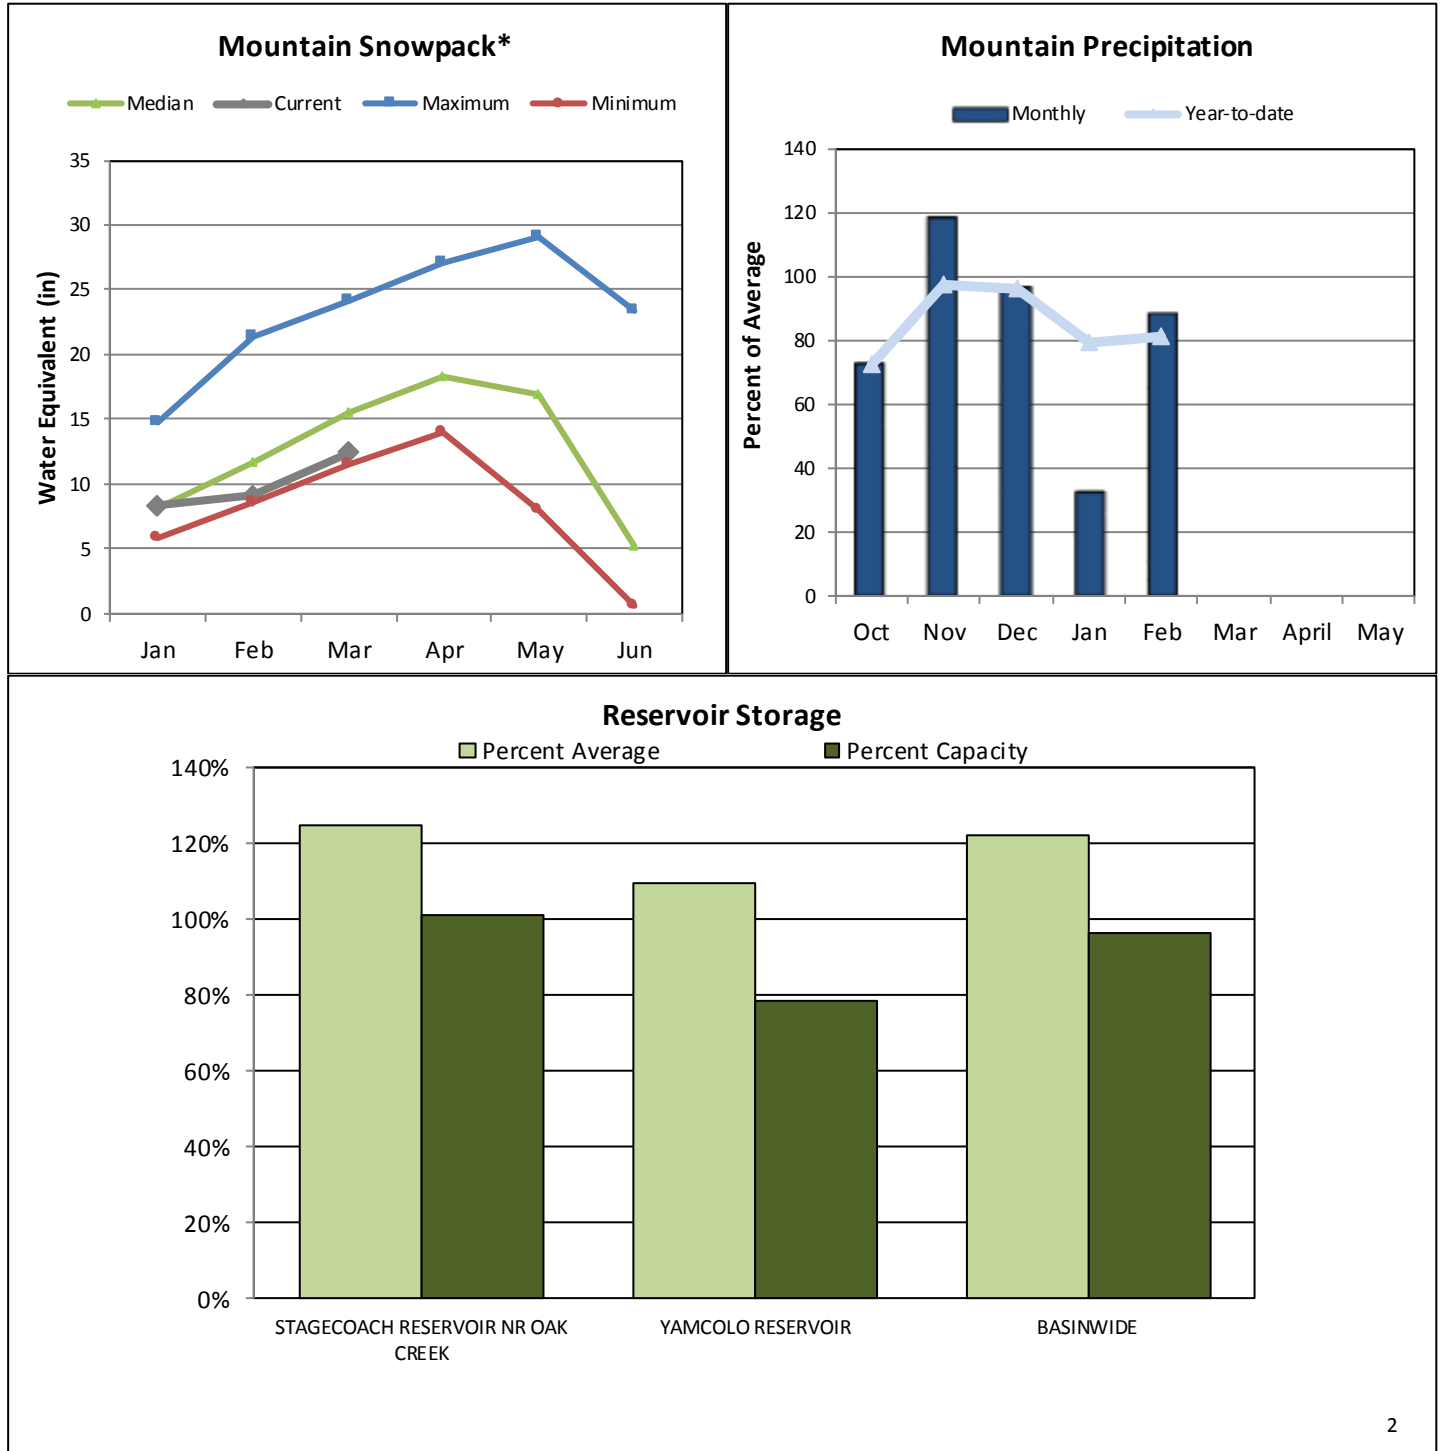 Mountain Snowpack*
Median Current Maximum Minimum
Water Equivalent (in)
35
30
25
20
15
10
5
0
Jan Feb Mar Apr May Jun
Mountain Precipitation
Monthly Year-to-date
Percent of Average
140
120
100
80
60
40
20
0
Oct Nov Dec Jan Feb Mar April May
Reservoir Storage
Percent Average Percent Capacity
140%
120%
100%
80%
60%
40%
20%
0%
STAGECOACH RESERVOIR NR OAK
CREEK
YAMCOLO RESERVOIR
BASINWIDE
2